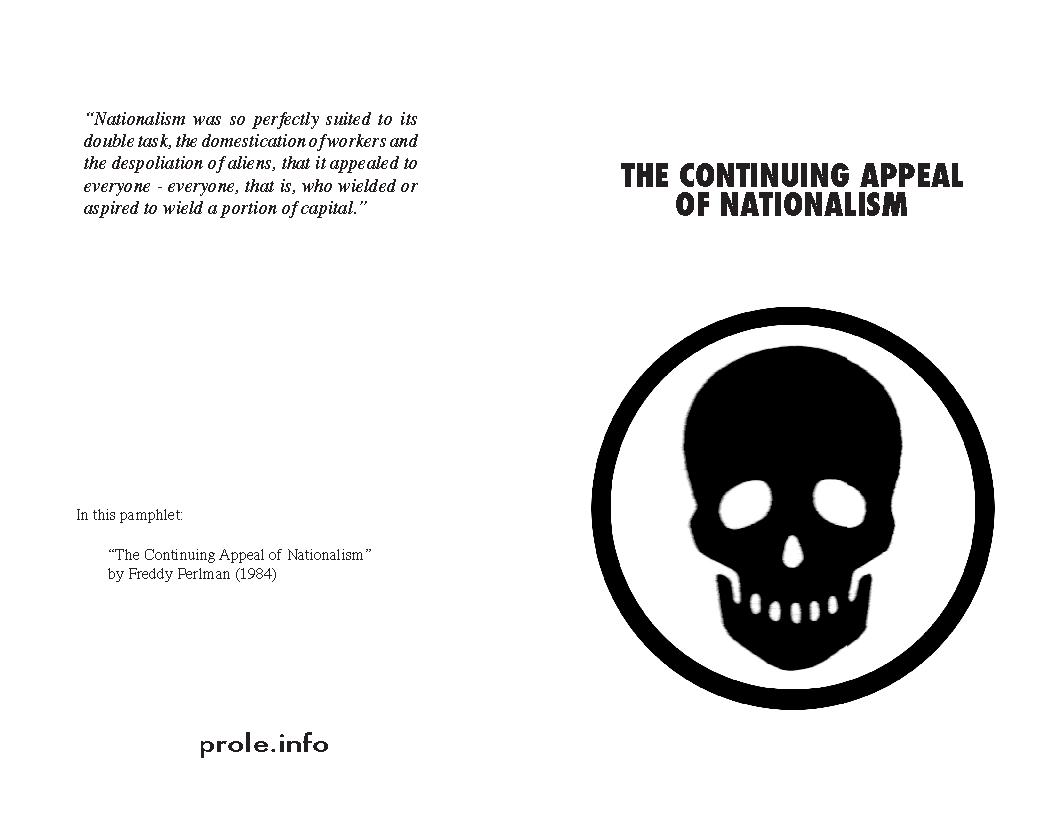 “Nationalism was so perfectly suited to its
double task, the domestication of workers and
the despoliation of aliens, that it appealed to
everyone - everyone, that is, who wielded or
aspired to wield a portion of capital.”
In this pamphlet:
“The Continuing Appeal of Nationalism”
by Freddy Perlman (1984)
prole.info
THE CONTINUING APPEAL
OF NATIONALISM